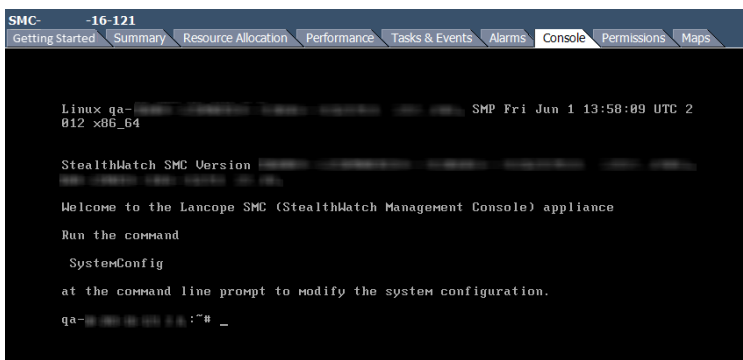 SMC- -16-121
Getting Started Summary Resource Allocation Performance Tasks & Events Alarms Console Permissions Maps
Linux qa- SMP Fri Jun 1 13:58:09 UTC 2
012 x86_64
StealthWatch SMC Version
Welcome to the Lancope SMC (StealthWatch Management Console) appliance
Run the command
SystemConfig
at the command line prompt to modify the system configuration.
qa- :~# _